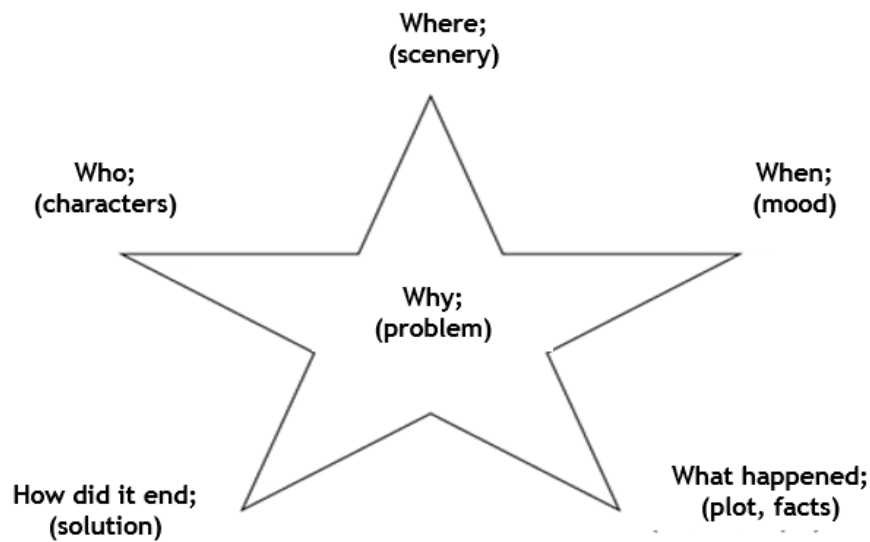 Where;
(scenery)
Who;
(characters)
When;
(mood)
Why;
(problem)
How did it end;
(solution)
What happened;
(plot, facts)